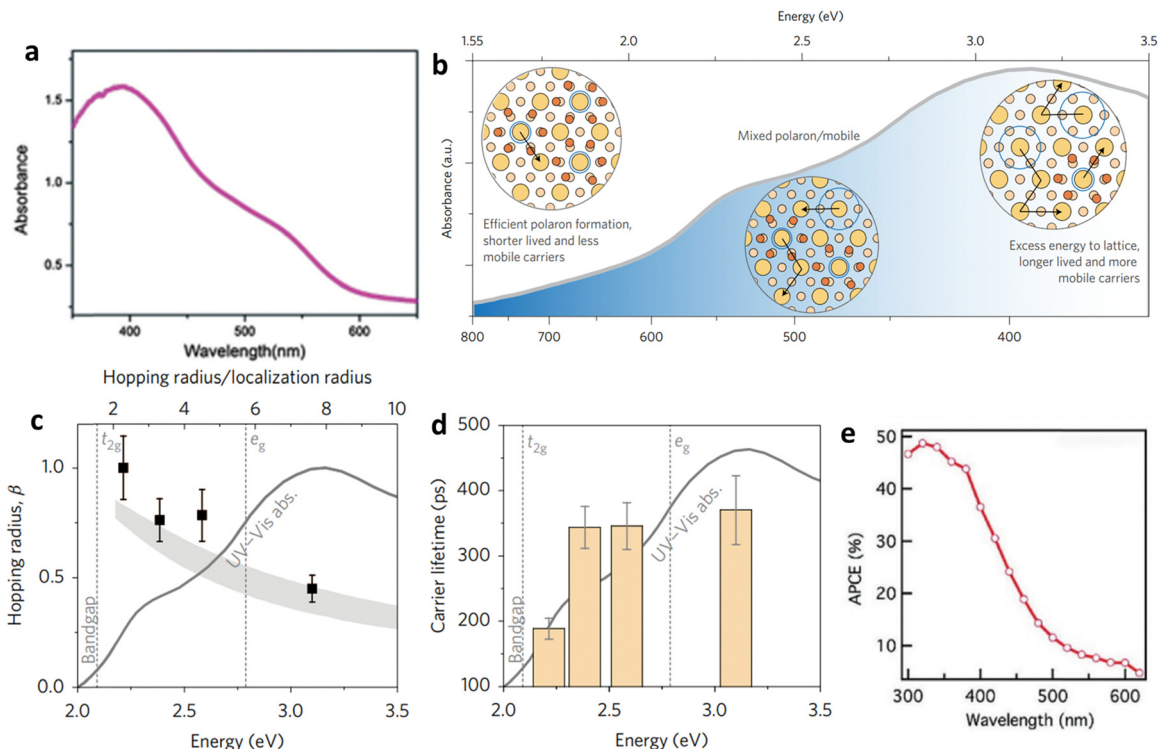 a
Absorbance
1.5
1.0
0.5
400
500
600
Wavelength(nm)
b
Energy (eV)
1.55
2.0
2.5
3.0
3.5
Absorbance (a.u.)
Efficient polaron formation,
shorter lived and less
mobile carriers
Mixed polaron/mobile
Excess energy to lattice,
longer lived and more
mobile carriers
800
700
600
500
400
c
Hopping radius/localization radius
2
4
6
8
10
Hopping radius, β
1.0
0.5
0.0
Bandgap
t2g
eg
UV–Vis abs.
2.0
2.5
3.0
3.5
Energy (eV)
d
Carrier lifetime (ps)
500
400
300
200
100
Bandgap
t2g
eg
UV–Vis abs.
2.0
2.5
3.0
3.5
Energy (eV)
e
APCE (%)
50
40
30
20
10
300
400
500
600
Wavelength (nm)